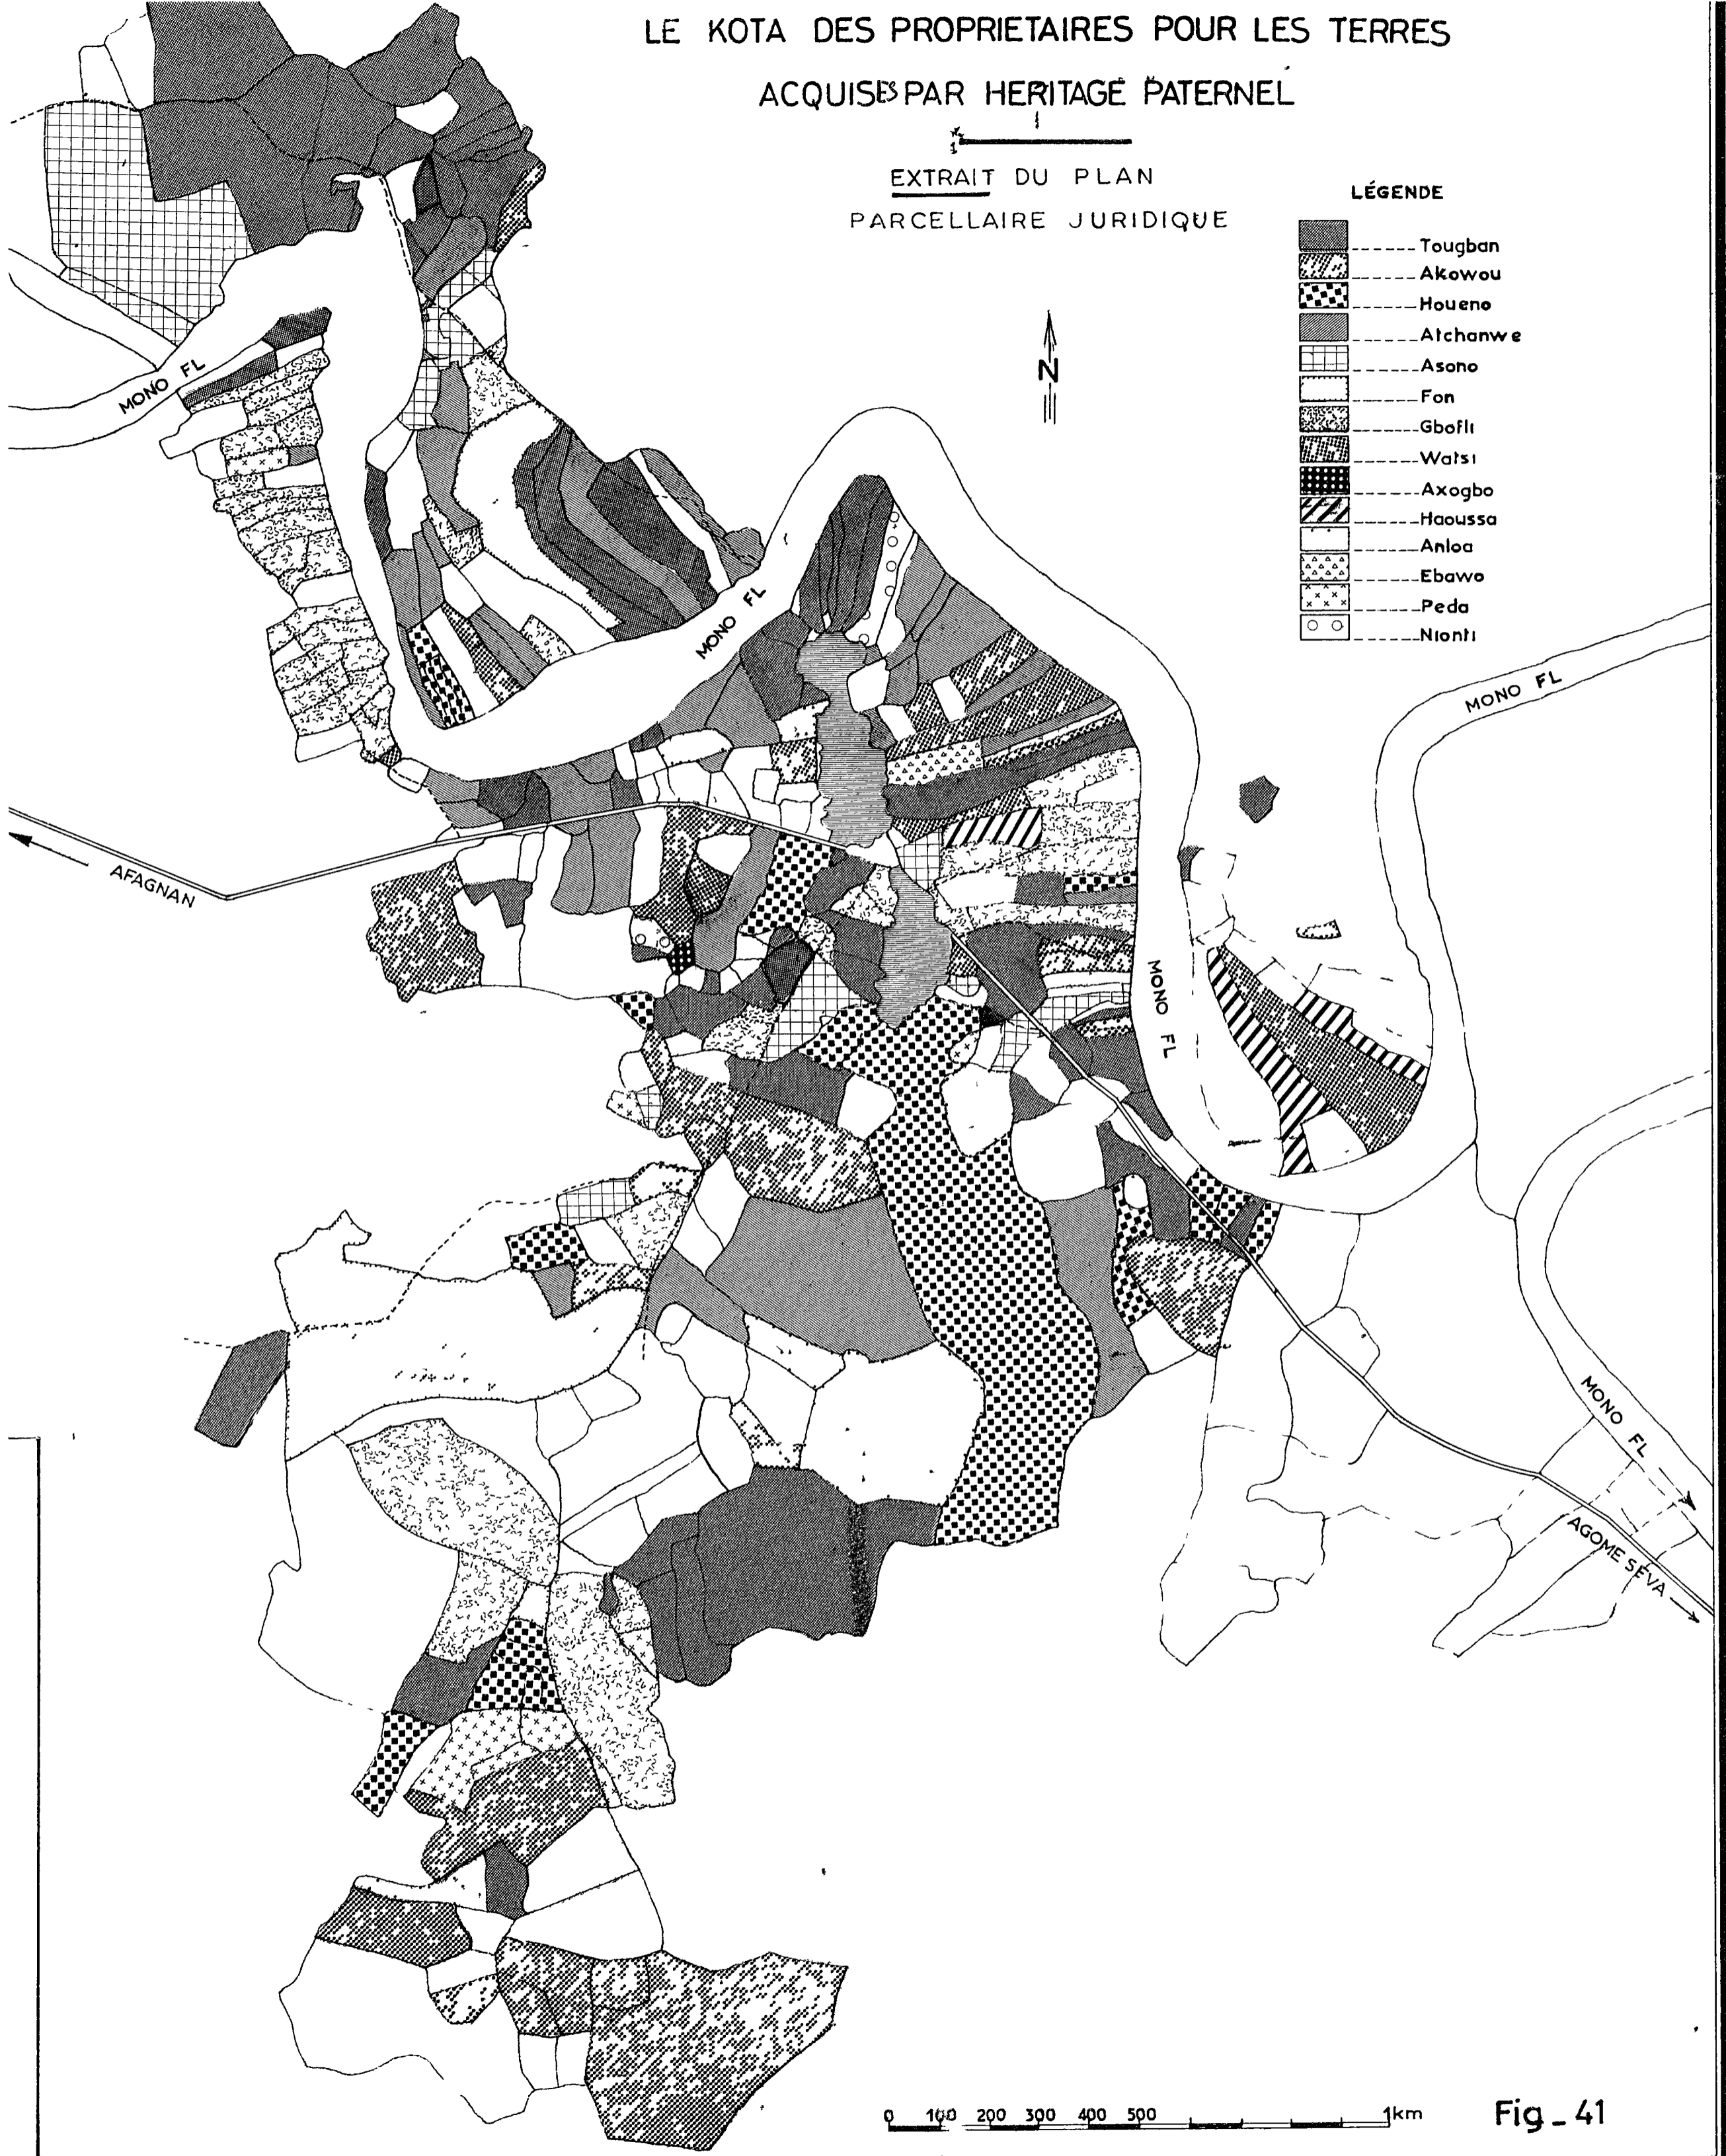 LE KOTA DES PROPRIETAIRES POUR LES TERRES
ACQUISES PAR HERITAGE PATERNEL
EXTRAIT DU PLAN
PARCELLAIRE JURIDIQUE
LÉGENDE
Tougban
Akowou
Houeno
Atchanwe
Asono
Fon
Gbofli
Watsi
Axogbo
Haoussa
Anloa
Ebawo
Peda
Nionti
N
MONO FL
MONO FL
MONO FL
AFAGNAN
MONO FL
MONO FL
AGOME SEVA
0 100 200 300 400 500 1km
Fig_41